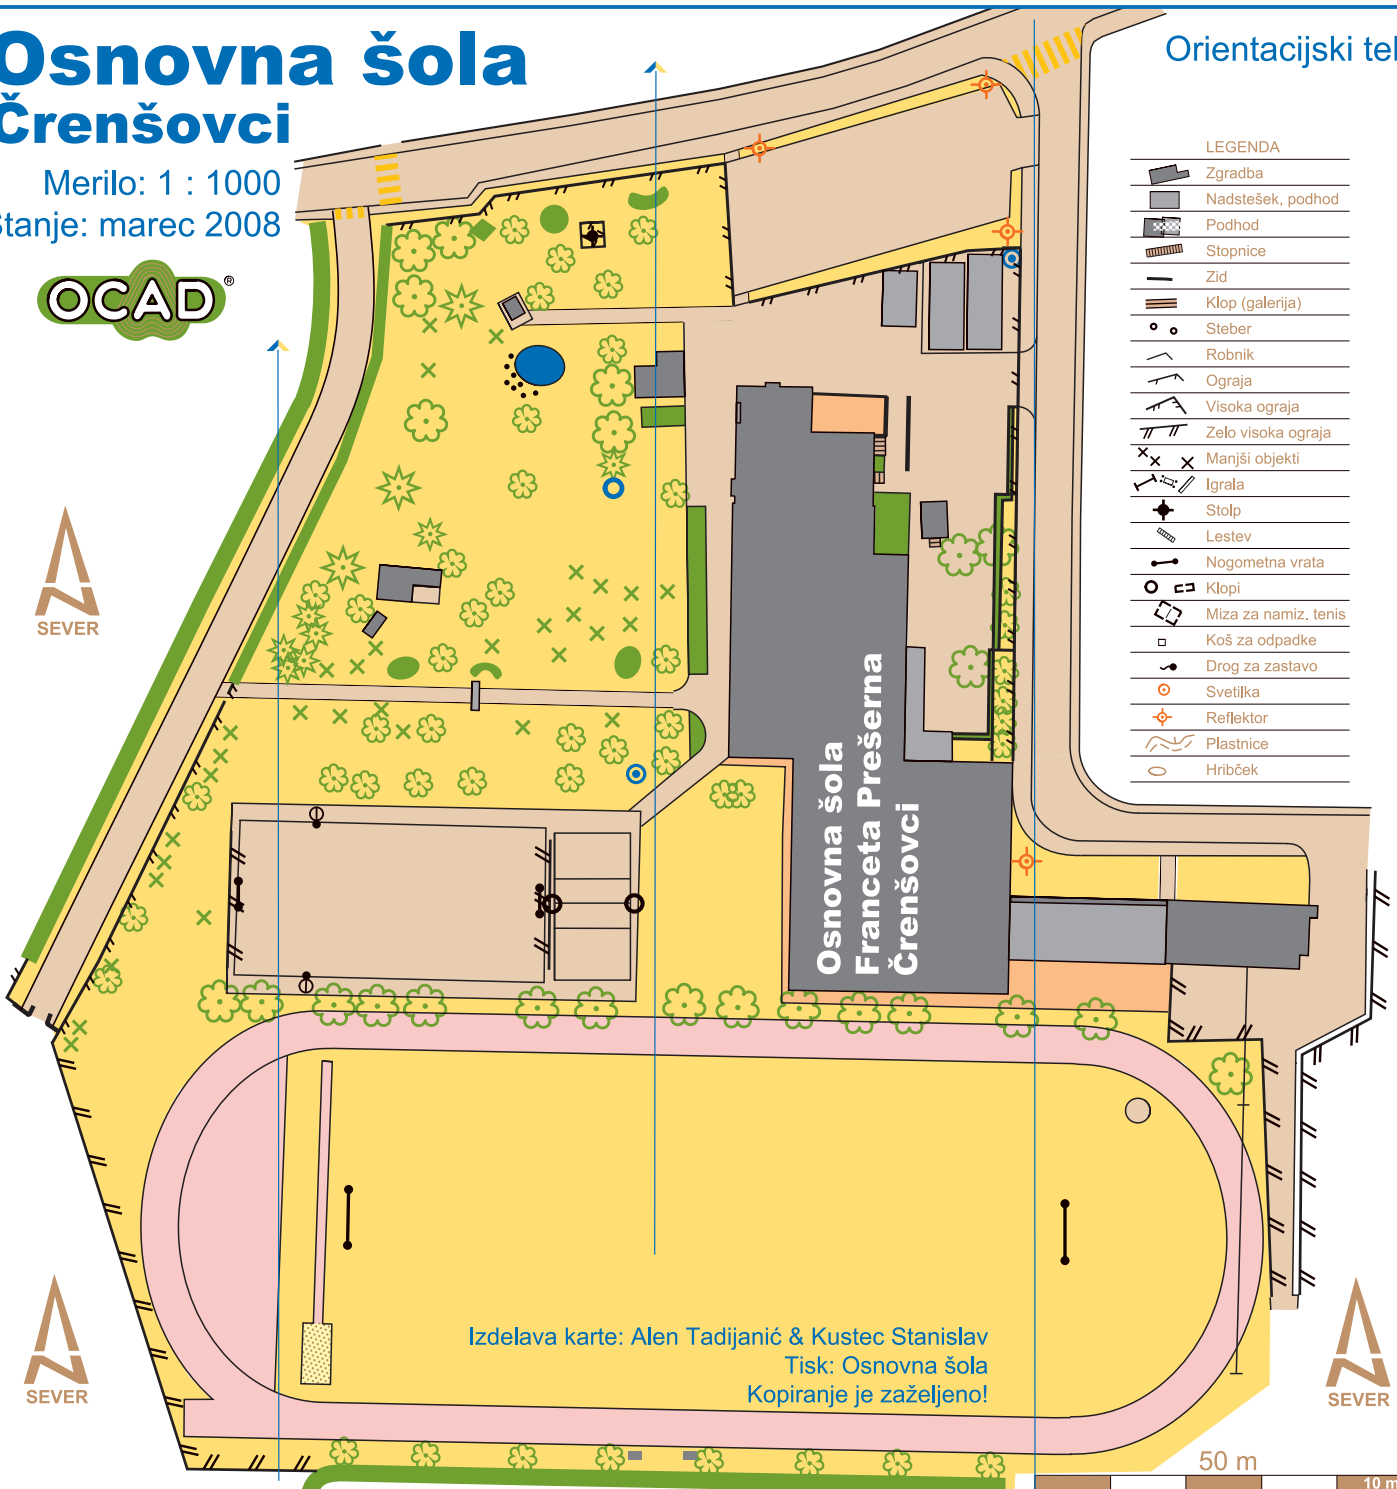 Osnovna šola
Črenšovci
Merilo: 1 : 1000
Stanje: marec 2008
OCAD®
Orientacijski
LEGENDA
Zgradba
Nadstešek, podhod
Podhod
Stopnice
Zid
Klop (galerija)
Steber
Robnik
Ograja
Visoka ograja
Zelo visoka ograja
Manjši objekti
Igrala
Stolp
Lestev
Nogometna vrata
Klopi
Miza za namiz. tenis
Koš za odpadke
Drog za zastavo
Svetilka
Reflektor
Plastnice
Hribček
SEVER
Osnovna šola
Franceta Prešerna
Črenšovci
SEVER
SEVER
Izdelava karte: Alen Tadijanić & Kustec Stanislav
Tisk: Osnovna šola
Kopiranje je zaželjeno!
50 m
10 m